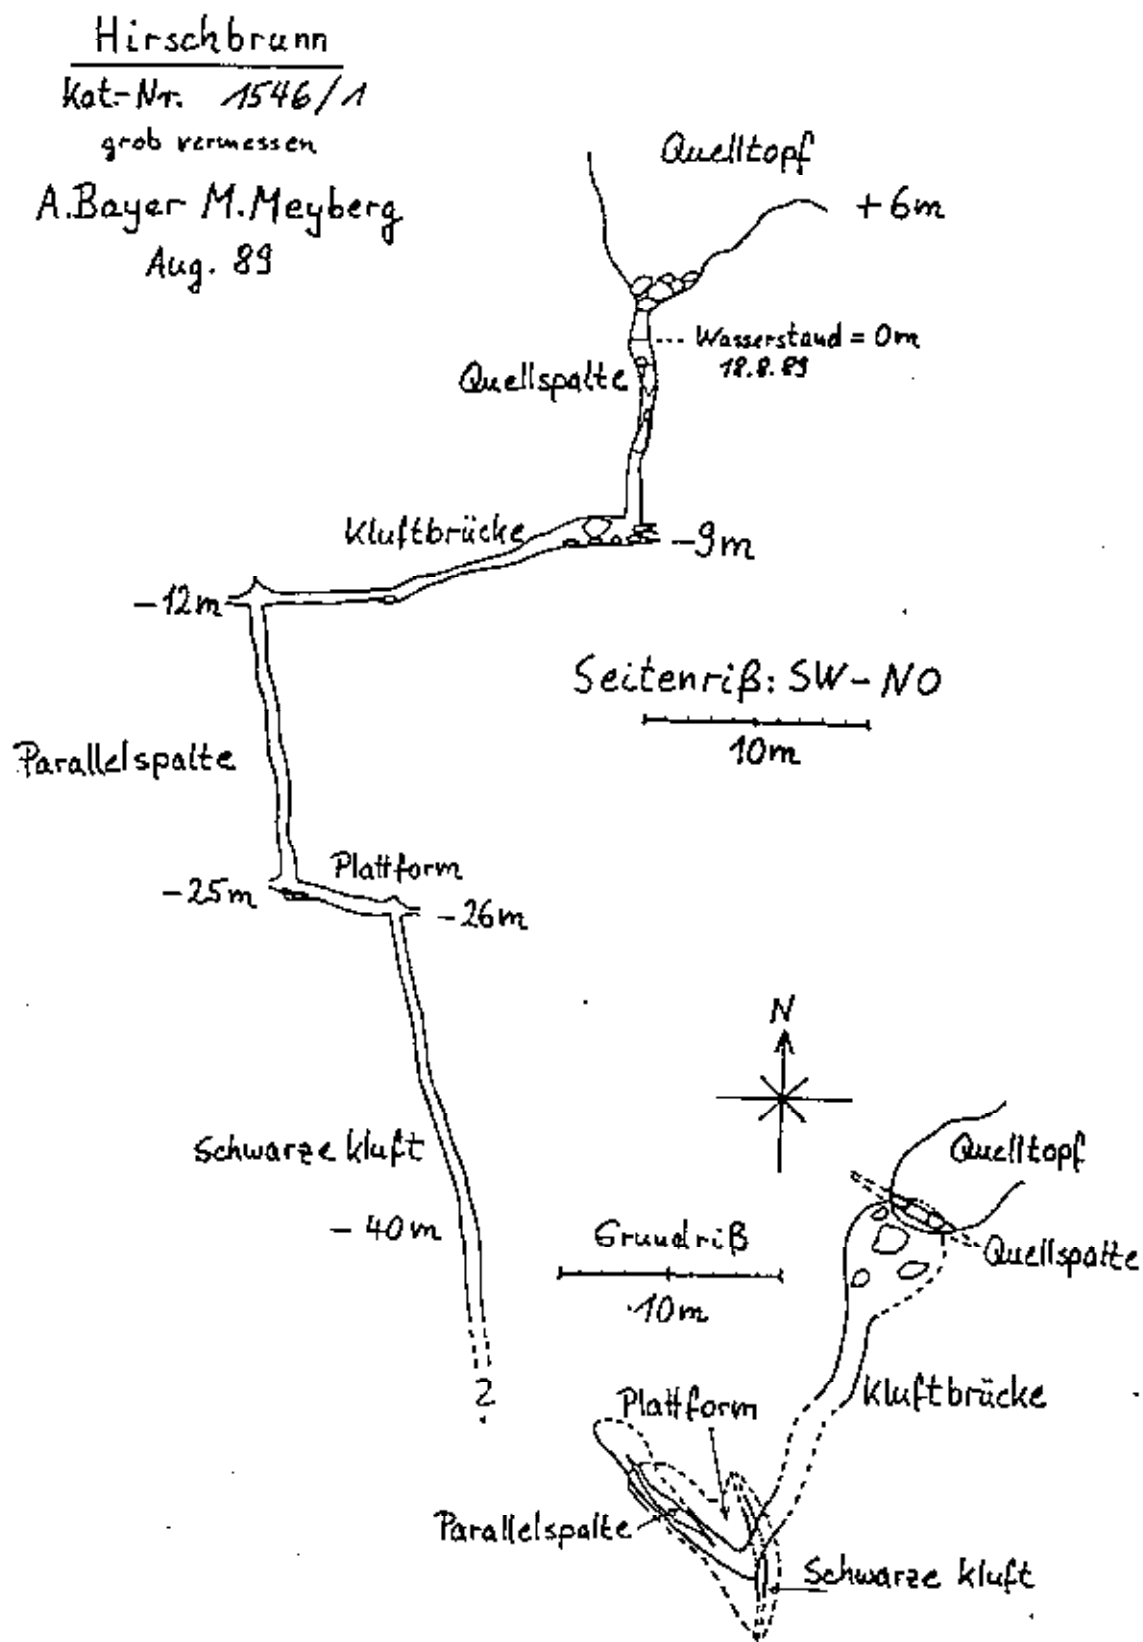 Hirschbrunn
Kat.-Nr. 1546/1
grob vermessen
A.Bayer M.Meyberg
Aug. 89
Quelltopf
+6m
Wasserstand = 0m
18.8.89
Quellspalte
Kluftbrücke
-9m
-12m
Seitenriß: SW-NO
10m
Parallelspalte
Plattform
-25m
-26m
N
Schwarze Kluft
Quelltopf
-40m
Grundriß
Quellspalte
10m
?
Plattform
Kluftbrücke
Parallelspalte
Schwarze Kluft